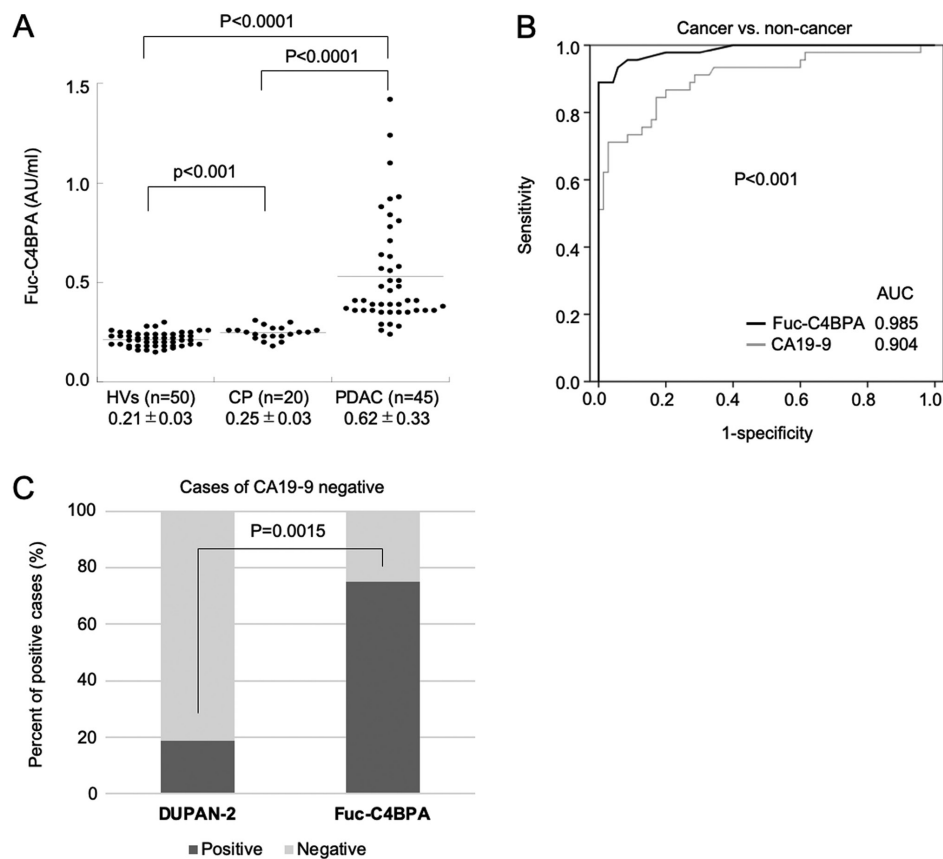 A
P<0.0001
P<0.0001
p<0.001
Fuc-C4BPA (AU/ml)
1.5
1.0
0.5
0.0
HVs (n=50) CP (n=20) PDAC (n=45)
0.21±0.03 0.25±0.03 0.62±0.33
B
Cancer vs. non-cancer
Sensitivity
1.0
0.8
0.6
0.4
0.2
0.0
P<0.001
AUC
Fuc-C4BPA 0.985
CA19-9 0.904
0.0 0.2 0.4 0.6 0.8 1.0
1-specificity
C
Cases of CA19-9 negative
Percent of positive cases (%)
100
80
60
40
20
0
P=0.0015
DUPAN-2 Fuc-C4BPA
Positive Negative